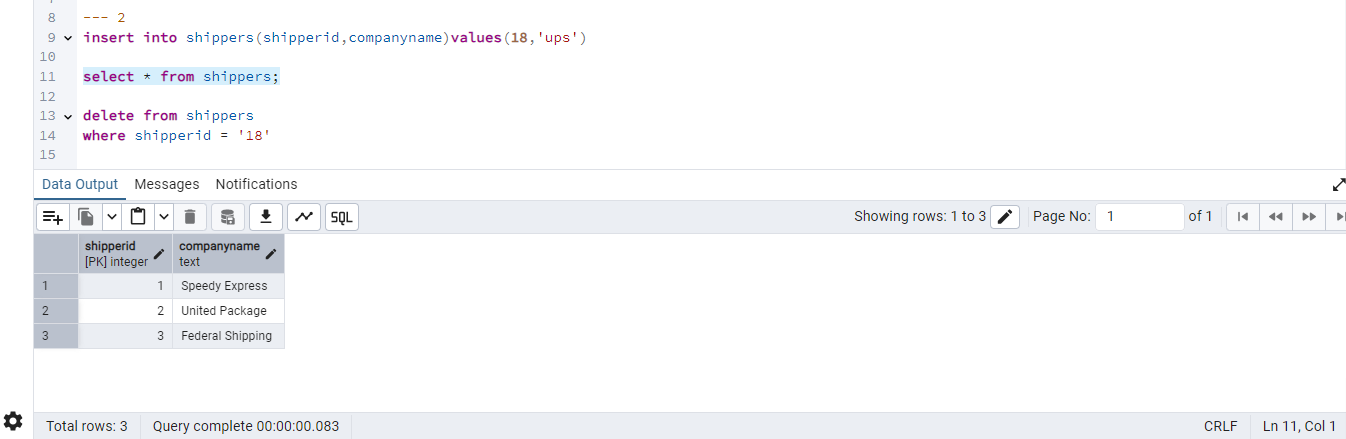 8 --- 2
9 insert into shippers(shipperid,companyname)values(18,'ups')
10
11 select * from shippers;
12
13 delete from shippers
14 where shipperid = '18'
15
Data Output Messages Notifications
SQL Showing rows: 1 to 3 Page No: 1 of 1
shipperid companyname
[PK] integer text
1 1 Speedy Express
2 2 United Package
3 3 Federal Shipping
Total rows: 3 Query complete 00:00:00.083 CRLF Ln 11, Col 1